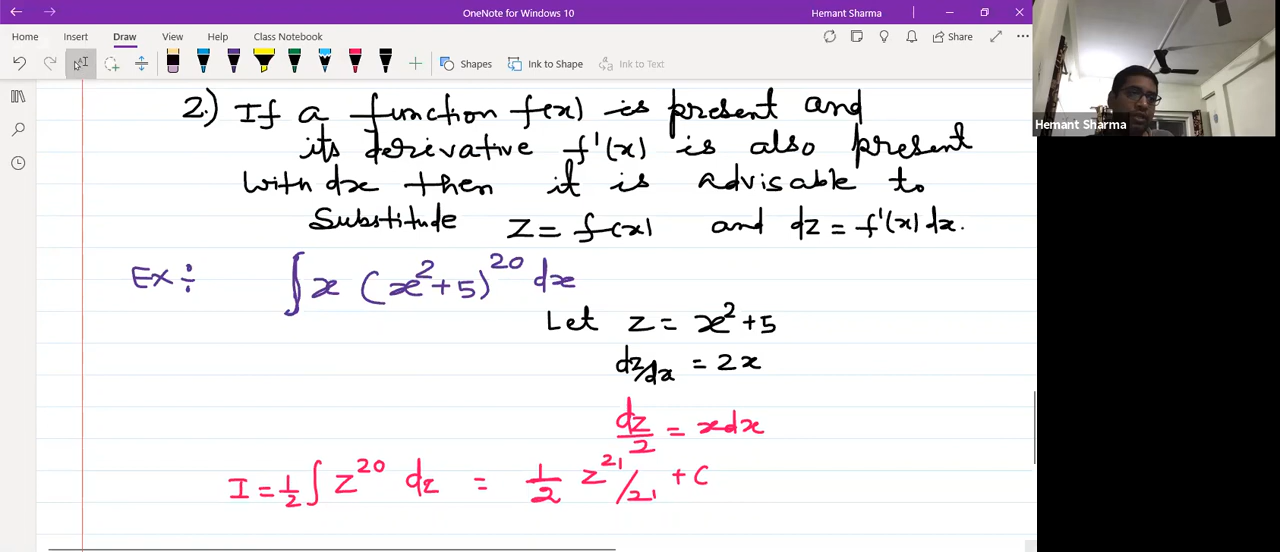 OneNote for Windows 10
Hemant Sharma
Home Insert Draw View Help Class Notebook
Share
Shapes Ink to Shape Ink to Text
Hemant Sharma
2.) If a function f(x) is present and
its derivative f'(x) is also present
with dx then it is advisable to
Substitude Z = f(x) and dz = f'(x) dx.
Ex ÷ ∫ x (x²+5)²⁰ dx
Let z = x²+5
dz/dx = 2x
dz/2 = xdx
I = 1/2 ∫ z²⁰ dz = 1/2 z²¹/21 + C